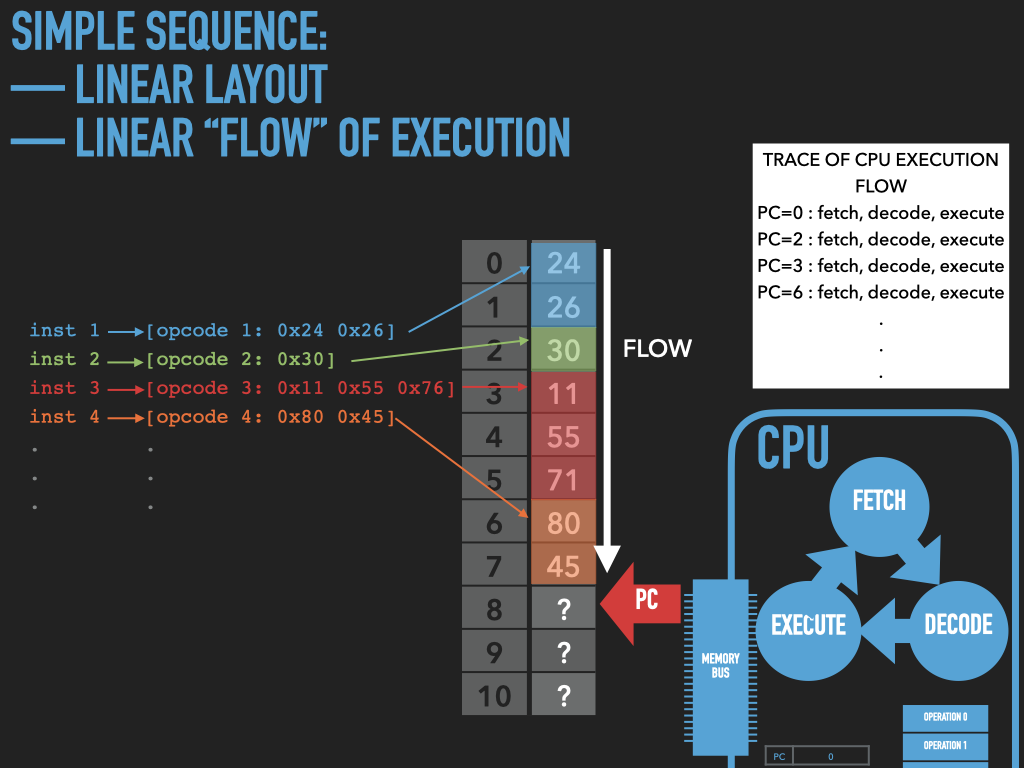 SIMPLE SEQUENCE:
— LINEAR LAYOUT
— LINEAR “FLOW” OF EXECUTION
TRACE OF CPU EXECUTION
FLOW
PC=0 : fetch, decode, execute
PC=2 : fetch, decode, execute
PC=3 : fetch, decode, execute
PC=6 : fetch, decode, execute
.
.
.
inst 1 [opcode 1: 0x24 0x26]
inst 2 [opcode 2: 0x30]
inst 3 [opcode 3: 0x11 0x55 0x76]
inst 4 [opcode 4: 0x80 0x45]
. .
. .
. .
0 24
1 26
2 30
3 11
4 55
5 71
6 80
7 45
8 ?
9 ?
10 ?
FLOW
PC
MEMORY
BUS
CPU
FETCH
EXECUTE
DECODE
OPERATION 0
OPERATION 1
PC 0